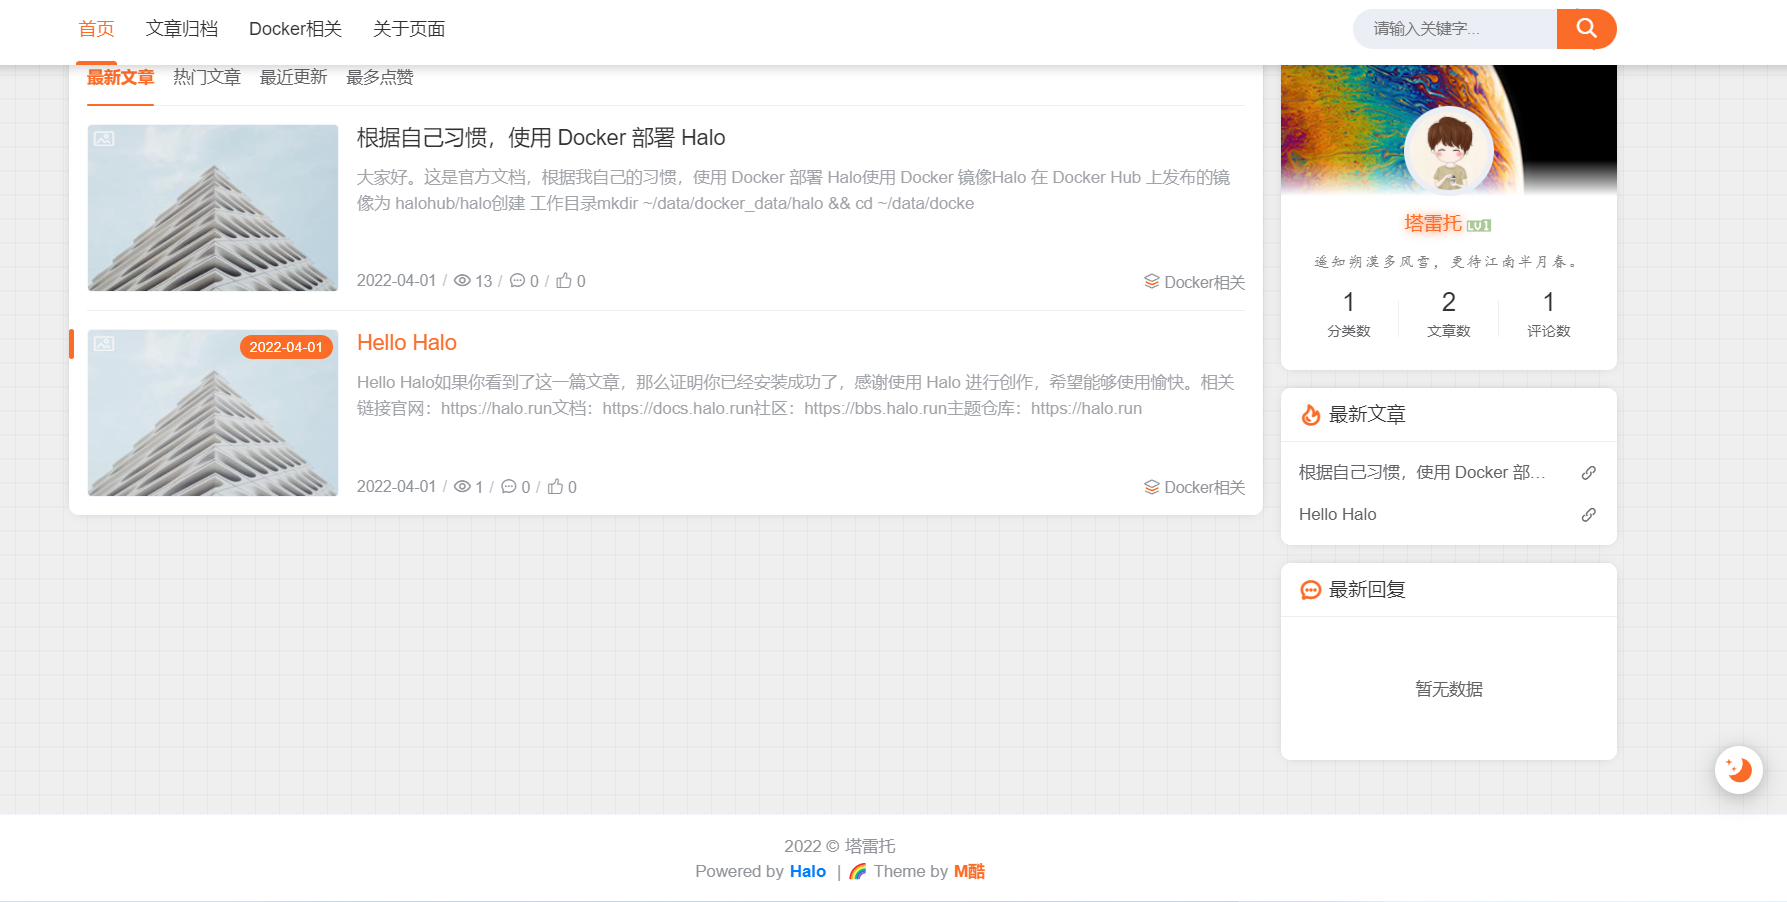 首页 文章归档 Docker相关 关于页面 请输入关键字...
最新文章 热门文章 最近更新 最多点赞
根据自己习惯，使用 Docker 部署 Halo
大家好。这是官方文档，根据我自己的习惯，使用 Docker 部署 Halo使用 Docker 镜像Halo 在 Docker Hub 上发布的镜
像为 halohub/halo创建 工作目录mkdir ~/data/docker_data/halo && cd ~/data/docke
2022-04-01 / 13 / 0 / 0 Docker相关
2022-04-01
Hello Halo
Hello Halo如果你看到了这一篇文章，那么证明你已经安装成功了，感谢使用 Halo 进行创作，希望能够使用愉快。相关
链接官网：https://halo.run文档：https://docs.halo.run社区：https://bbs.halo.run主题仓库：https://halo.run
2022-04-01 / 1 / 0 / 0 Docker相关
塔雷托 LV1
遥知朔漠多风雪，更待江南半月春。
1 2 1
分类数 文章数 评论数
最新文章
根据自己习惯，使用 Docker 部...
Hello Halo
最新回复
暂无数据
2022 © 塔雷托
Powered by Halo | 🌈 Theme by M酷